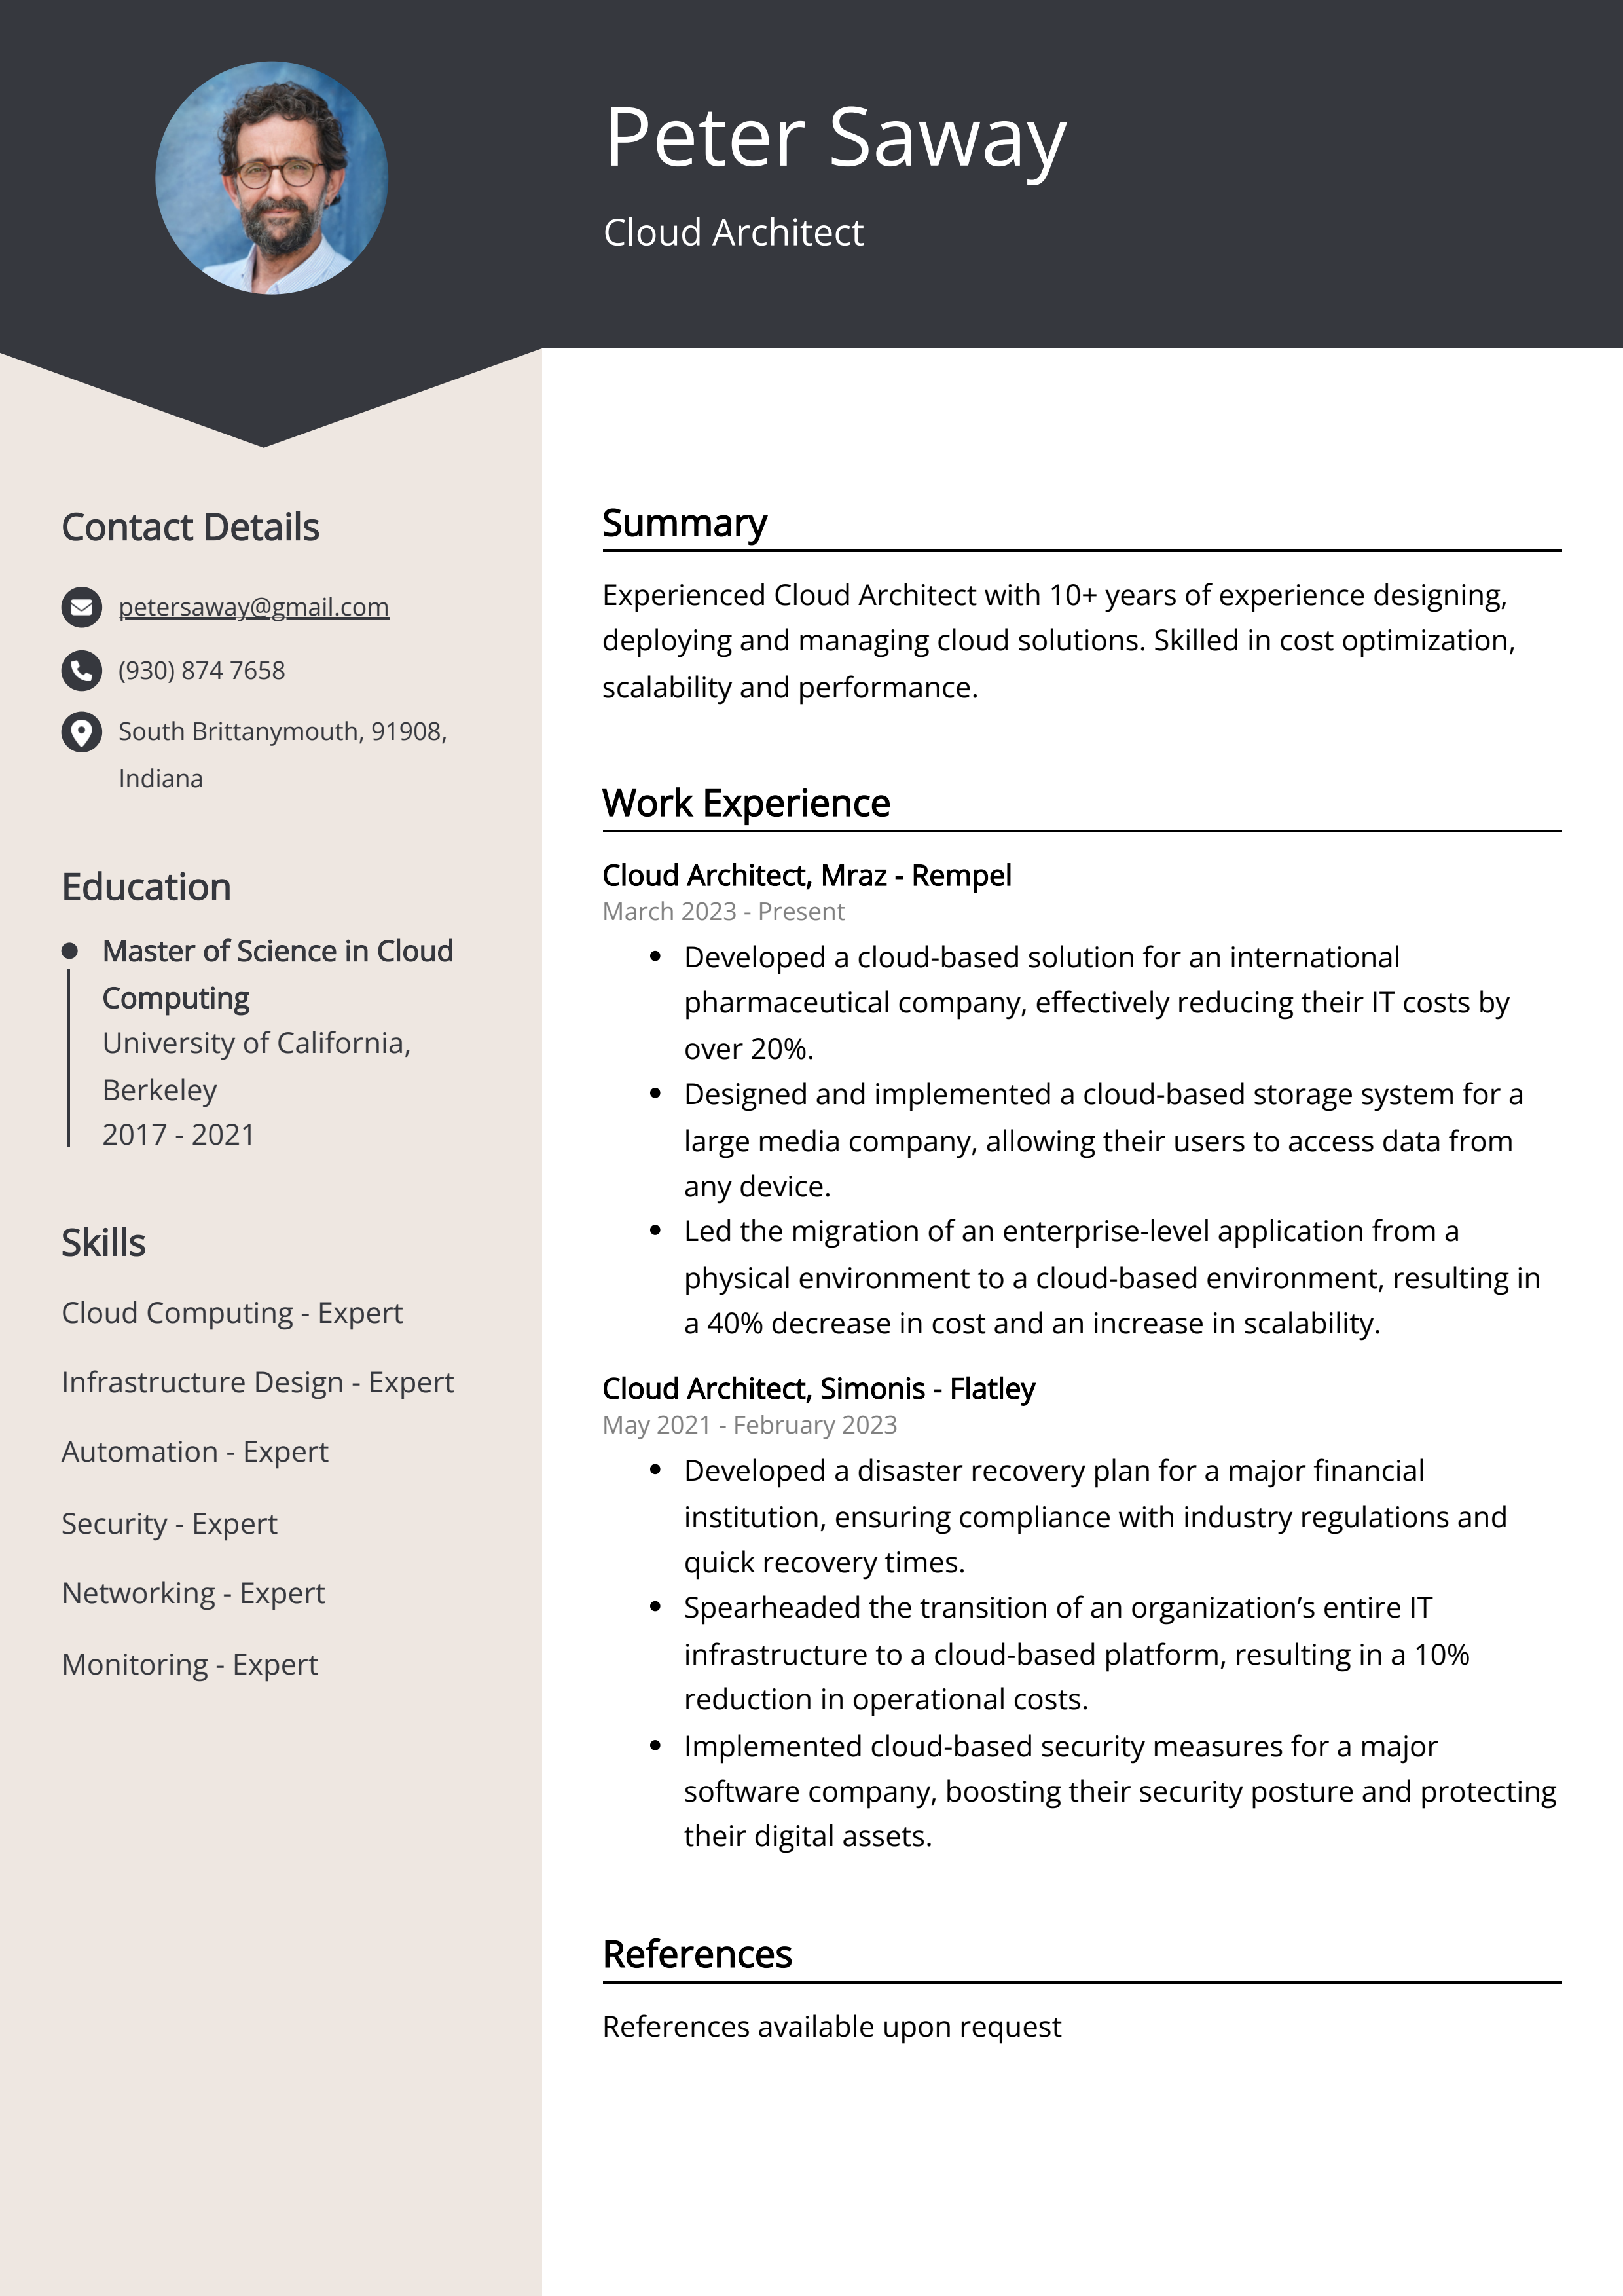 Peter Saway
Cloud Architect
Contact Details
petersaway@gmail.com
(930) 874 7658
South Brittanymouth, 91908,
Indiana
Education
Master of Science in Cloud
Computing
University of California,
Berkeley
2017 - 2021
Skills
Cloud Computing - Expert
Infrastructure Design - Expert
Automation - Expert
Security - Expert
Networking - Expert
Monitoring - Expert
Summary
Experienced Cloud Architect with 10+ years of experience designing,
deploying and managing cloud solutions. Skilled in cost optimization,
scalability and performance.
Work Experience
Cloud Architect, Mraz - Rempel
March 2023 - Present
• Developed a cloud-based solution for an international
pharmaceutical company, effectively reducing their IT costs by
over 20%.
• Designed and implemented a cloud-based storage system for a
large media company, allowing their users to access data from
any device.
• Led the migration of an enterprise-level application from a
physical environment to a cloud-based environment, resulting in
a 40% decrease in cost and an increase in scalability.
Cloud Architect, Simonis - Flatley
May 2021 - February 2023
• Developed a disaster recovery plan for a major financial
institution, ensuring compliance with industry regulations and
quick recovery times.
• Spearheaded the transition of an organization’s entire IT
infrastructure to a cloud-based platform, resulting in a 10%
reduction in operational costs.
• Implemented cloud-based security measures for a major
software company, boosting their security posture and protecting
their digital assets.
References
References available upon request